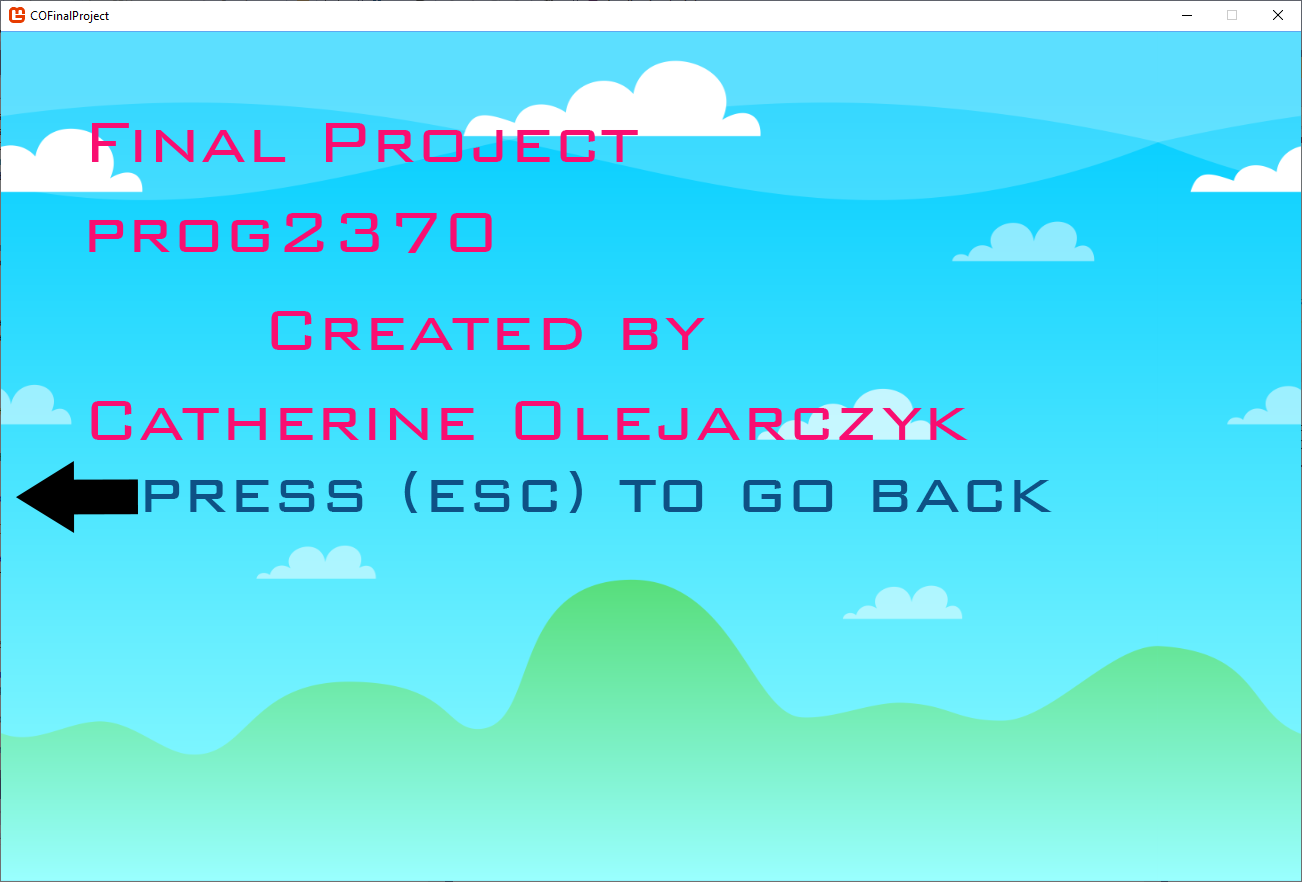 COFinalProject
Final Project
prog2370
Created by
Catherine Olejarczyk
press (esc) to go back